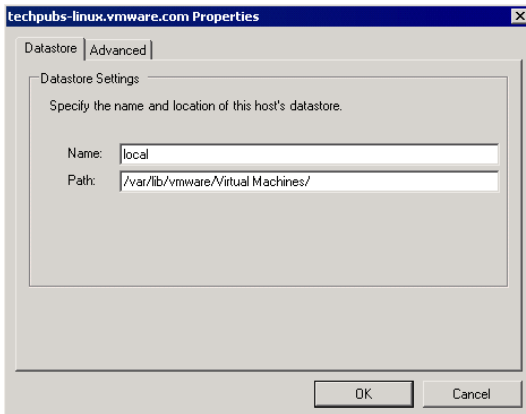 techpubs-linux.vmware.com Properties
Datastore Advanced
Datastore Settings
Specify the name and location of this host's datastore.
Name: local
Path: /var/lib/vmware/Virtual Machines/
OK Cancel